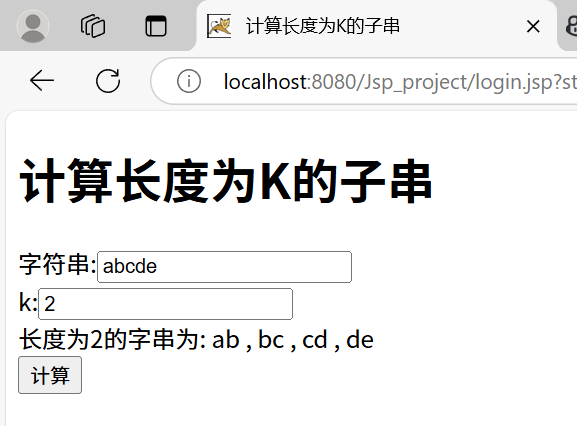 计算长度为K的子串
localhost:8080/Jsp_project/login.jsp?st
计算长度为K的子串
字符串:abcde
k:2
长度为2的字串为: ab , bc , cd , de
计算